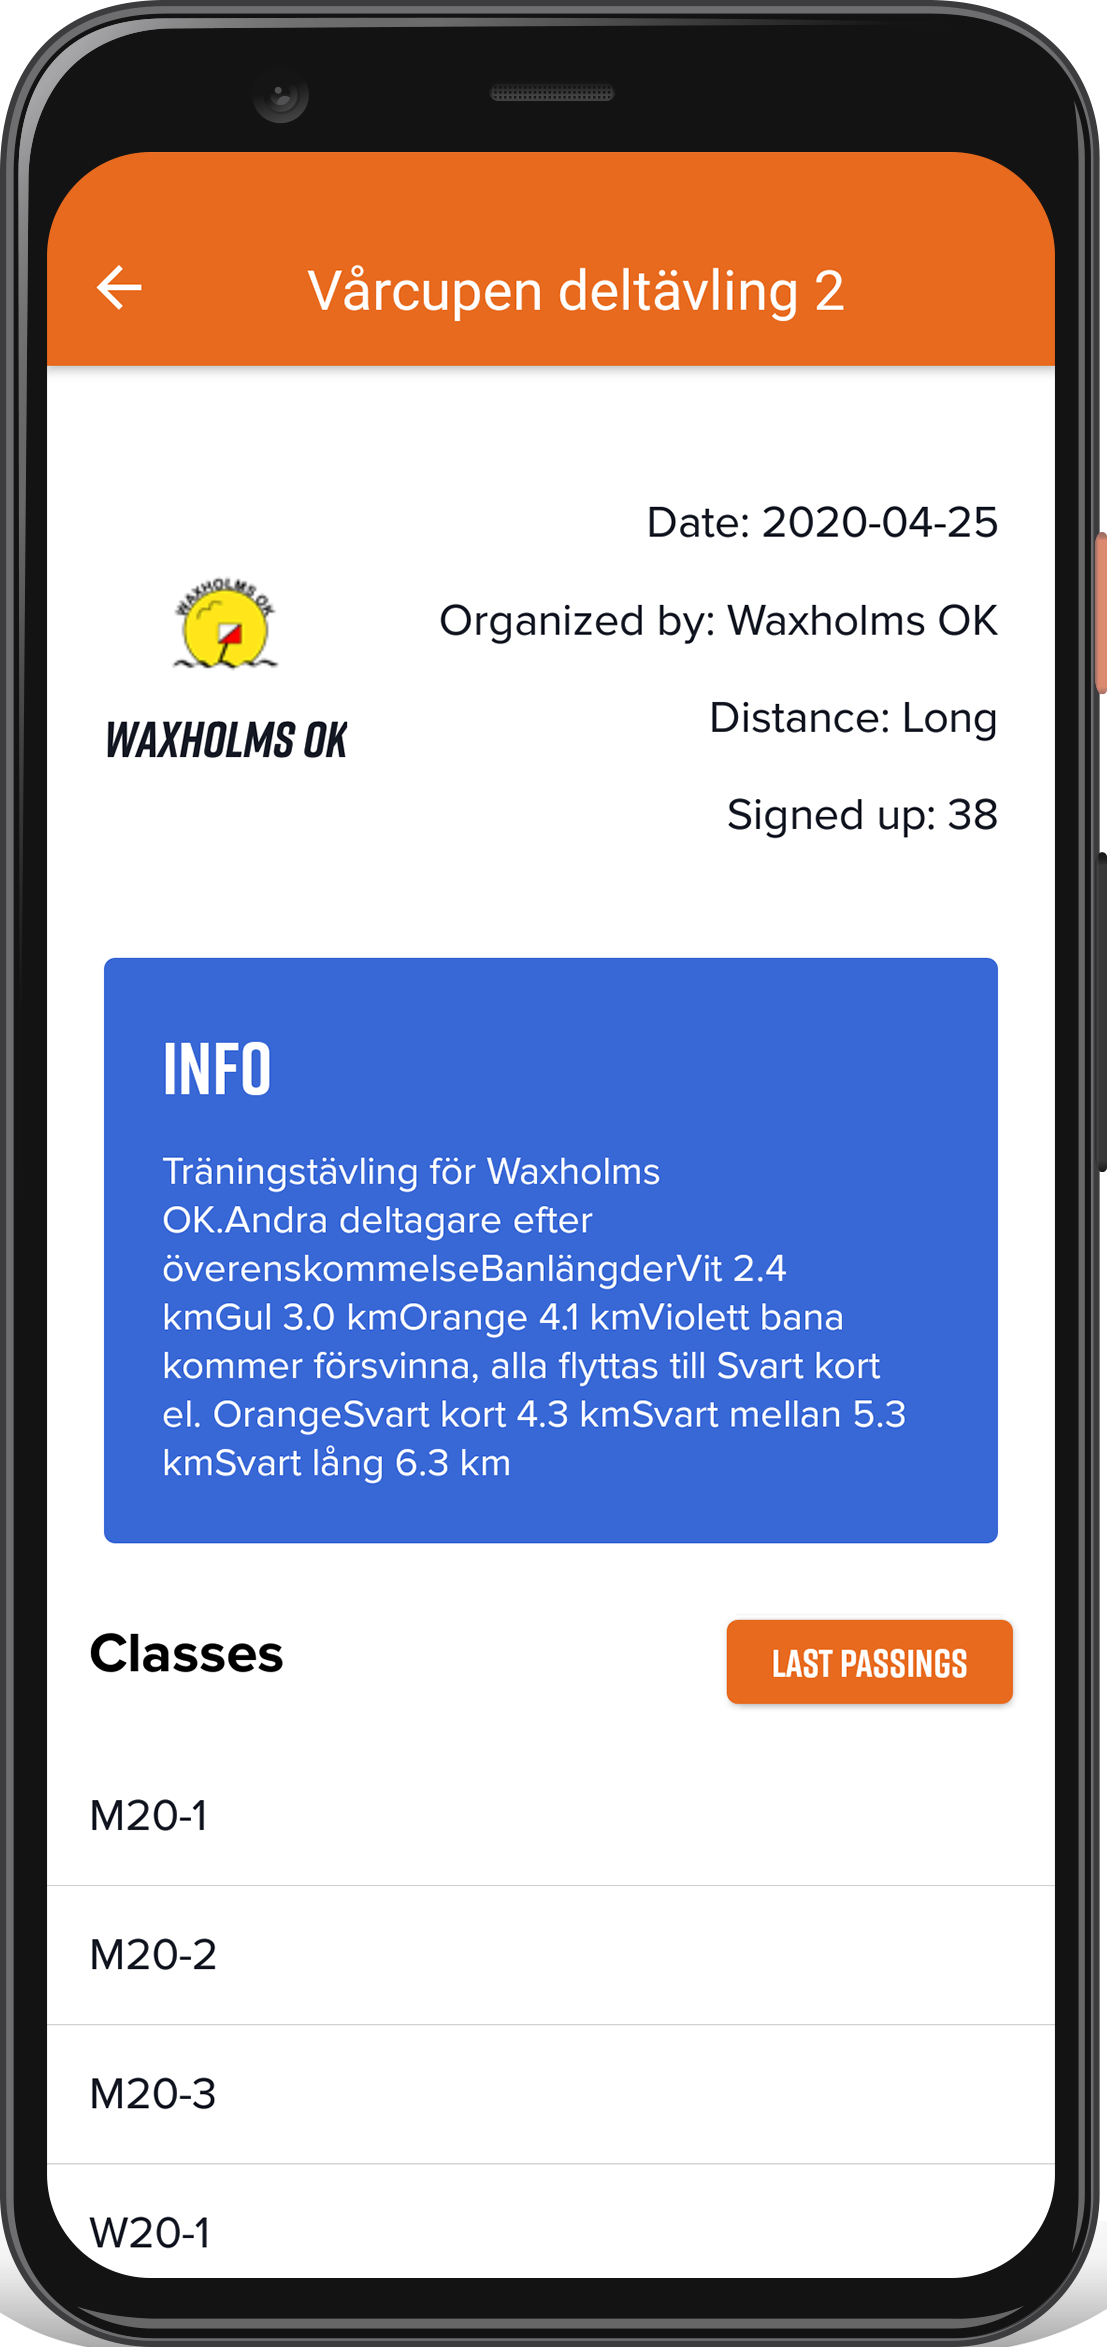 Vårcupen deltävling 2
Date: 2020-04-25
Organized by: Waxholms OK
Distance: Long
Signed up: 38
WAXHOLMS OK
WAXHOLMS OK
INFO
Träningstävling för Waxholms
OK.Andra deltagare efter
överenskommelseBanlängderVit 2.4
kmGul 3.0 kmOrange 4.1 kmViolett bana
kommer försvinna, alla flyttas till Svart kort
el. OrangeSvart kort 4.3 kmSvart mellan 5.3
kmSvart lång 6.3 km
Classes
LAST PASSINGS
M20-1
M20-2
M20-3
W20-1